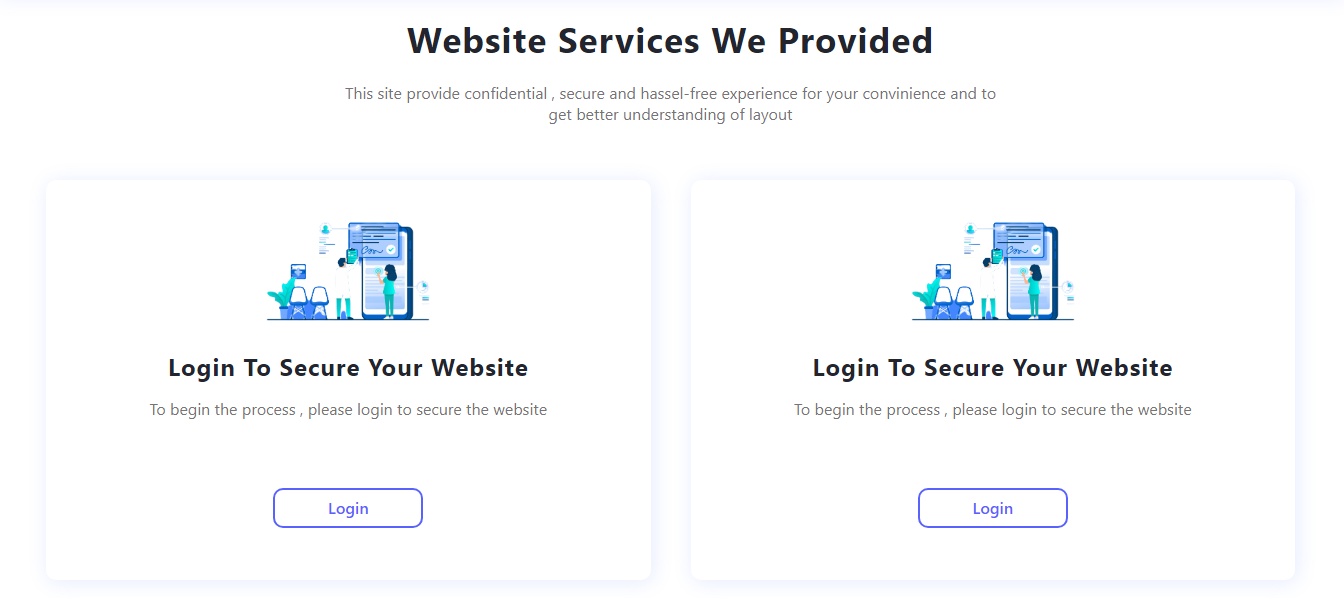 Website Services We Provided
This site provide confidential , secure and hassel-free experience for your convinience and to
get better understanding of layout
Login To Secure Your Website
To begin the process , please login to secure the website
Login
Login To Secure Your Website
To begin the process , please login to secure the website
Login